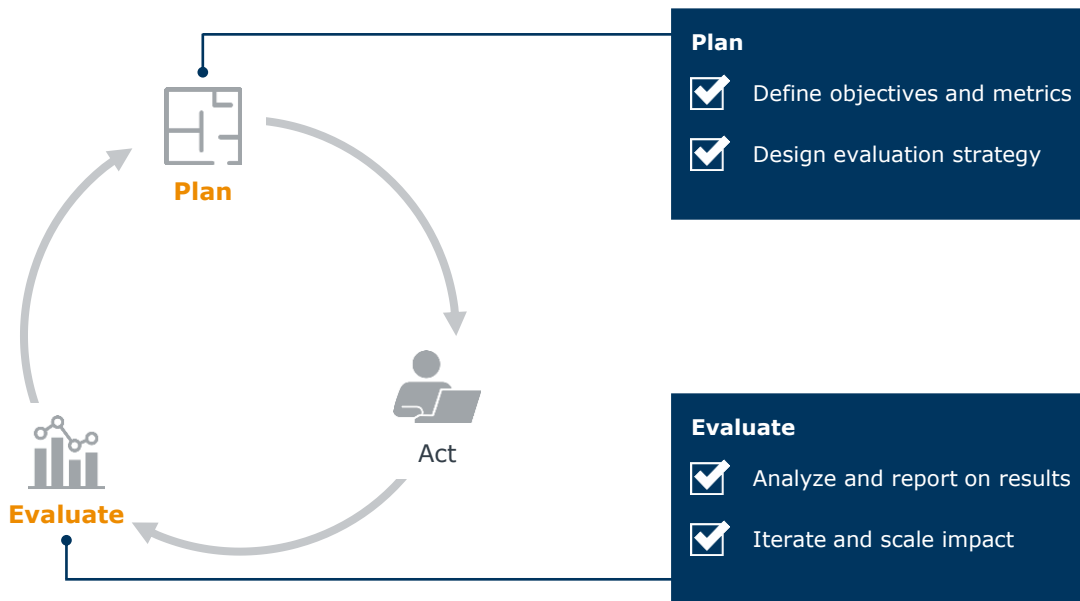 Plan
Act
Evaluate
Plan
Define objectives and metrics
Design evaluation strategy
Evaluate
Analyze and report on results
Iterate and scale impact